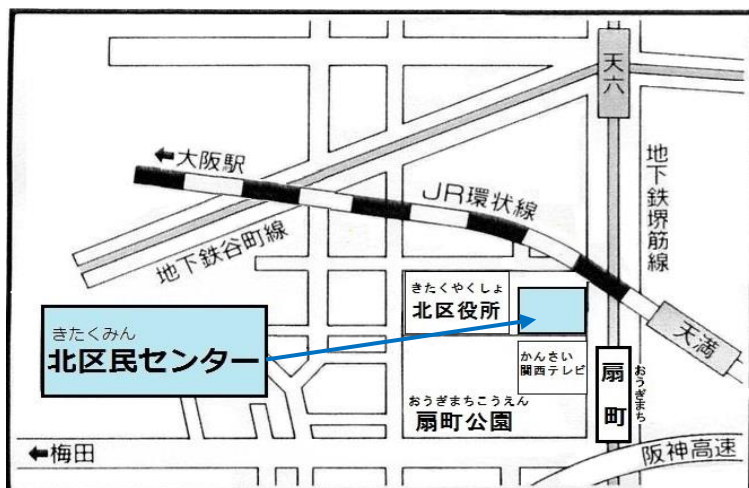 天六
←大阪駅
JR環状線
地下鉄堺筋線
地下鉄谷町線
きたくやくしょ
北区役所
きたくみん
北区民センター
天満
かんさい
関西テレビ
扇町
おうぎまち
おうぎまちこうえん
扇町公園
←梅田
阪神高速